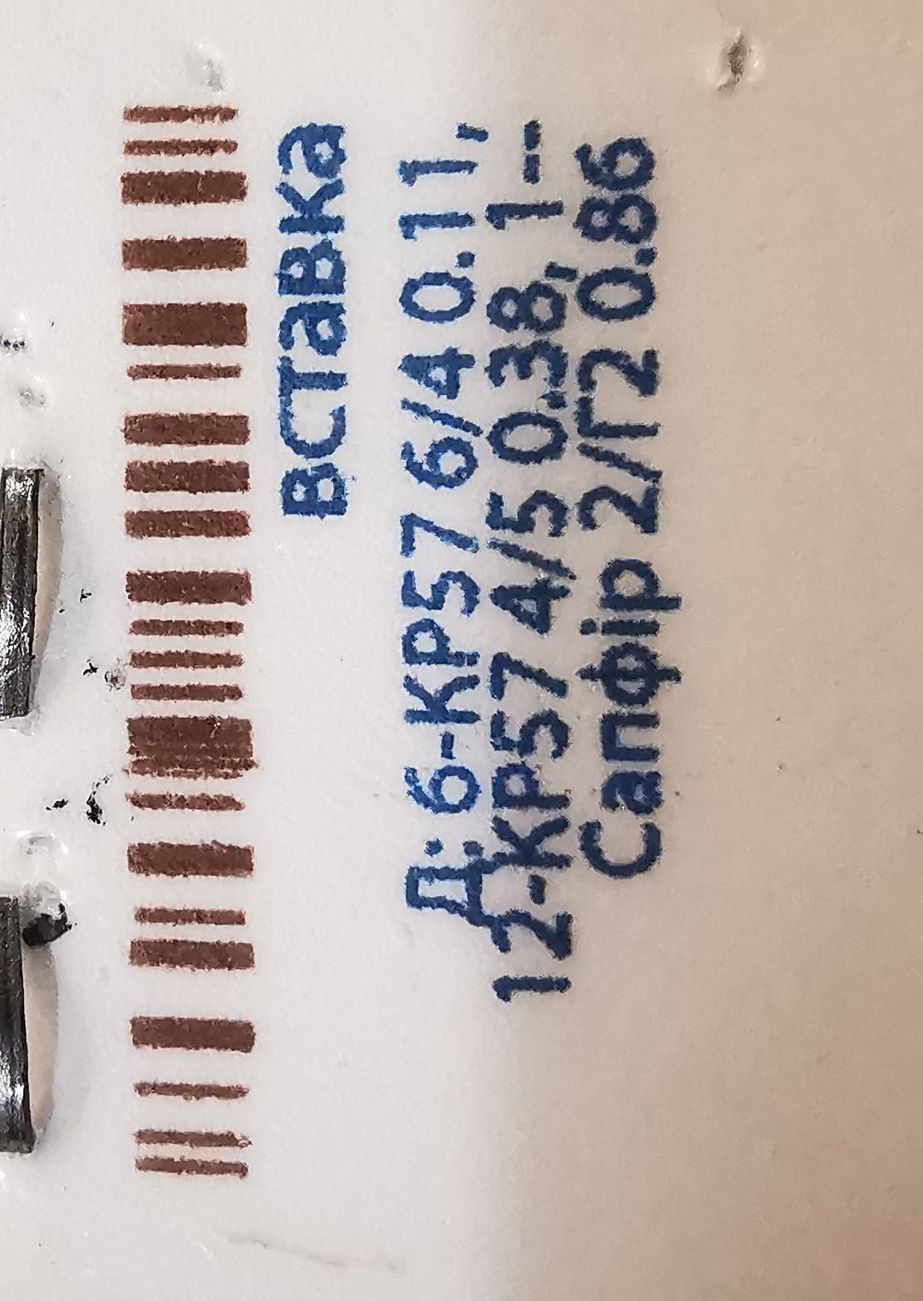 вставка
Д: 6-КР57 6/4 0.11,
12-КР57 4/5 0.38, 1--
Сапфір 2/Г2 0.86